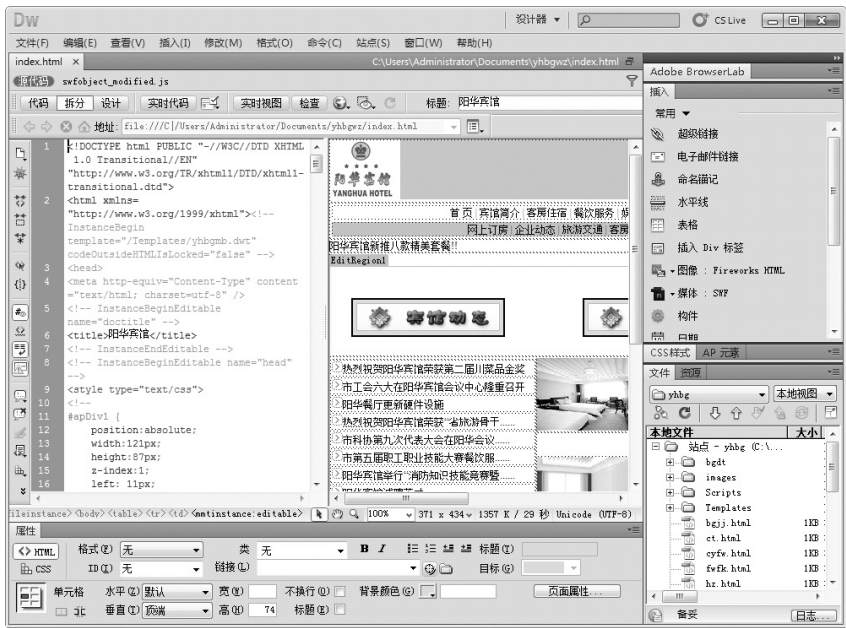 Dw 设计器 CS Live
文件(F) 编辑(E) 查看(V) 插入(I) 修改(M) 格式(O) 命令(C) 站点(S) 窗口(W) 帮助(H)
index.html × C:\Users\Administrator\Documents\yhbgwz\index.html
源代码 swfobject_modified.js
代码 拆分 设计 实时代码 实时视图 检查 标题: 阳华宾馆
地址: file:///C|/Users/Administrator/Documents/yhbgwz/index.html
1 <!DOCTYPE html PUBLIC "-//W3C//DTD XHTML
1.0 Transitional//EN"
"http://www.w3.org/TR/xhtml1/DTD/xhtml1-
transitional.dtd">
2 <html xmlns=
"http://www.w3.org/1999/xhtml"><!--
InstanceBegin
template="/Templates/yhbgmb.dwt"
codeOutsideHTMLIsLocked="false" -->
3 <head>
4 <meta http-equiv="Content-Type" content
="text/html; charset=utf-8" />
5 <!-- InstanceBeginEditable
name="doctitle" -->
6 <title>阳华宾馆</title>
7 <!-- InstanceEndEditable -->
8 <!-- InstanceBeginEditable name="head"
-->
9 <style type="text/css">
10 <!--
11 #apDiv1 {
12 position:absolute;
13 width:121px;
14 height:87px;
15 z-index:1;
16 left: 11px;
阳华宾馆
YANGHUA HOTEL
首页 宾馆简介 客房住宿 餐饮服务
网上订房 企业动态 旅游交通 客房
阳华宾馆新推八款精美套餐!!
EditRegion1
宾馆动态
热烈祝贺阳华宾馆荣获第二届川菜品金奖
市工会六大在阳华宾馆会议中心隆重召开
阳华餐厅更新硬件设施
热烈祝贺阳华宾馆荣获“省旅游骨干......
市科协第九次代表大会在阳华会议......
市第五届职工职业技能大赛餐饮服......
阳华宾馆举行“消防知识技能竞赛暨......
ileinstance> <body> <table> <tr> <td> <mmtinstance:editable> 100% 371 x 434 1357 K / 29 秒 Unicode (UTF-8)
Adobe BrowserLab
插入
常用
超级链接
电子邮件链接
命名锚记
水平线
表格
插入 Div 标签
图像 : Fireworks HTML
媒体 : SWF
构件
日期
CSS样式 AP 元素
文件 资源
yhbg 本地视图
本地文件 大小
站点 - yhbg (C:\...
bgdt
images
Scripts
Templates
bgjj.html 1KB
ct.html 1KB
cyfw.html 1KB
fwfk.html 1KB
hr.html 1KB
备妥 日志...
属性
<> HTML 格式(F) 无 类 无 B I 标题(T)
CSS ID(I) 无 链接(L) 目标(G)
单元格 水平(Z) 默认 宽(W) 不换行(O) 背景颜色(G) 页面属性...
垂直(T) 顶端 高(H) 74 标题(E)